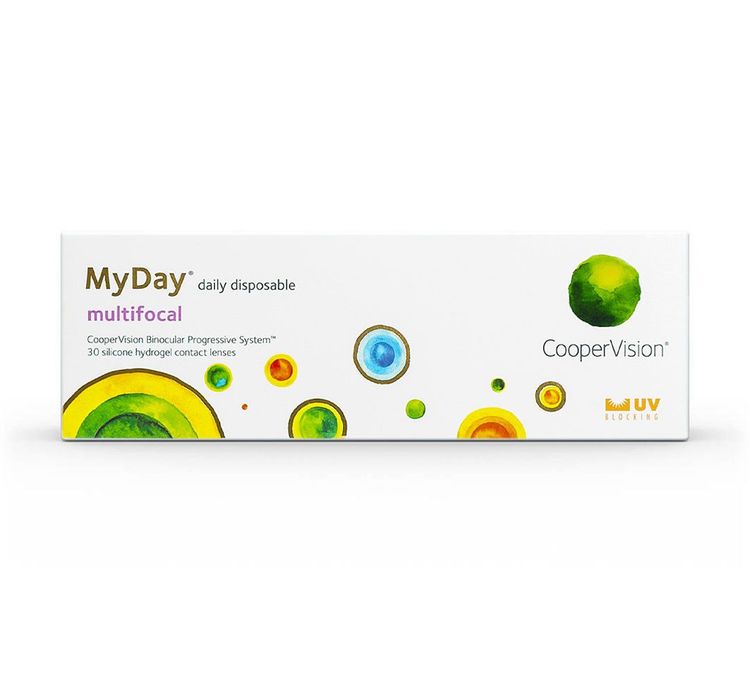 MyDay® daily disposable
multifocal
CooperVision Binocular Progressive System™
30 silicone hydrogel contact lenses
CooperVision®
UV
BLOCKING